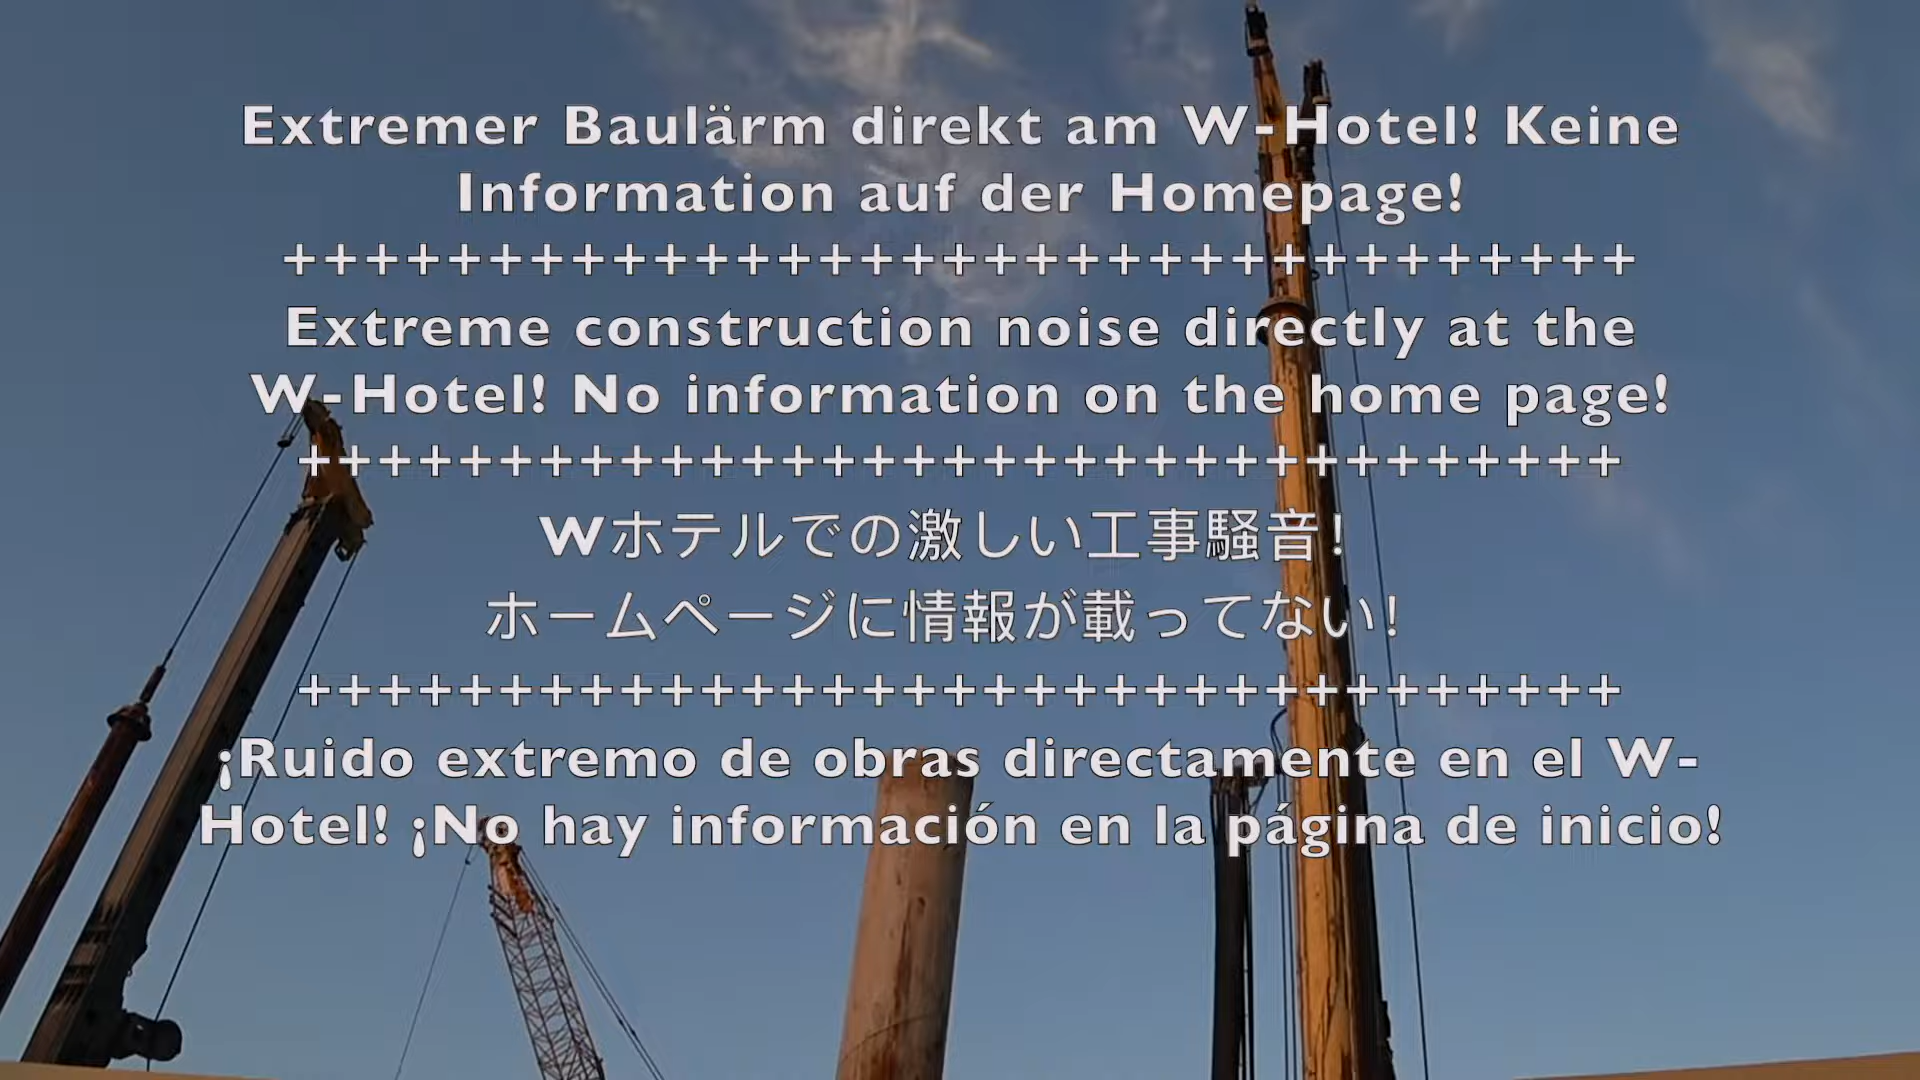 Extremer Baulärm direkt am W-Hotel! Keine
Information auf der Homepage!
+++++++++++++++++++++++++++++++++
Extreme construction noise directly at the
W-Hotel! No information on the home page!
+++++++++++++++++++++++++++++++++
Wホテルでの激しい工事騒音!
ホームページに情報が載ってない!
+++++++++++++++++++++++++++++++++
¡Ruido extremo de obras directamente en el W-
Hotel! ¡No hay información en la página de inicio!